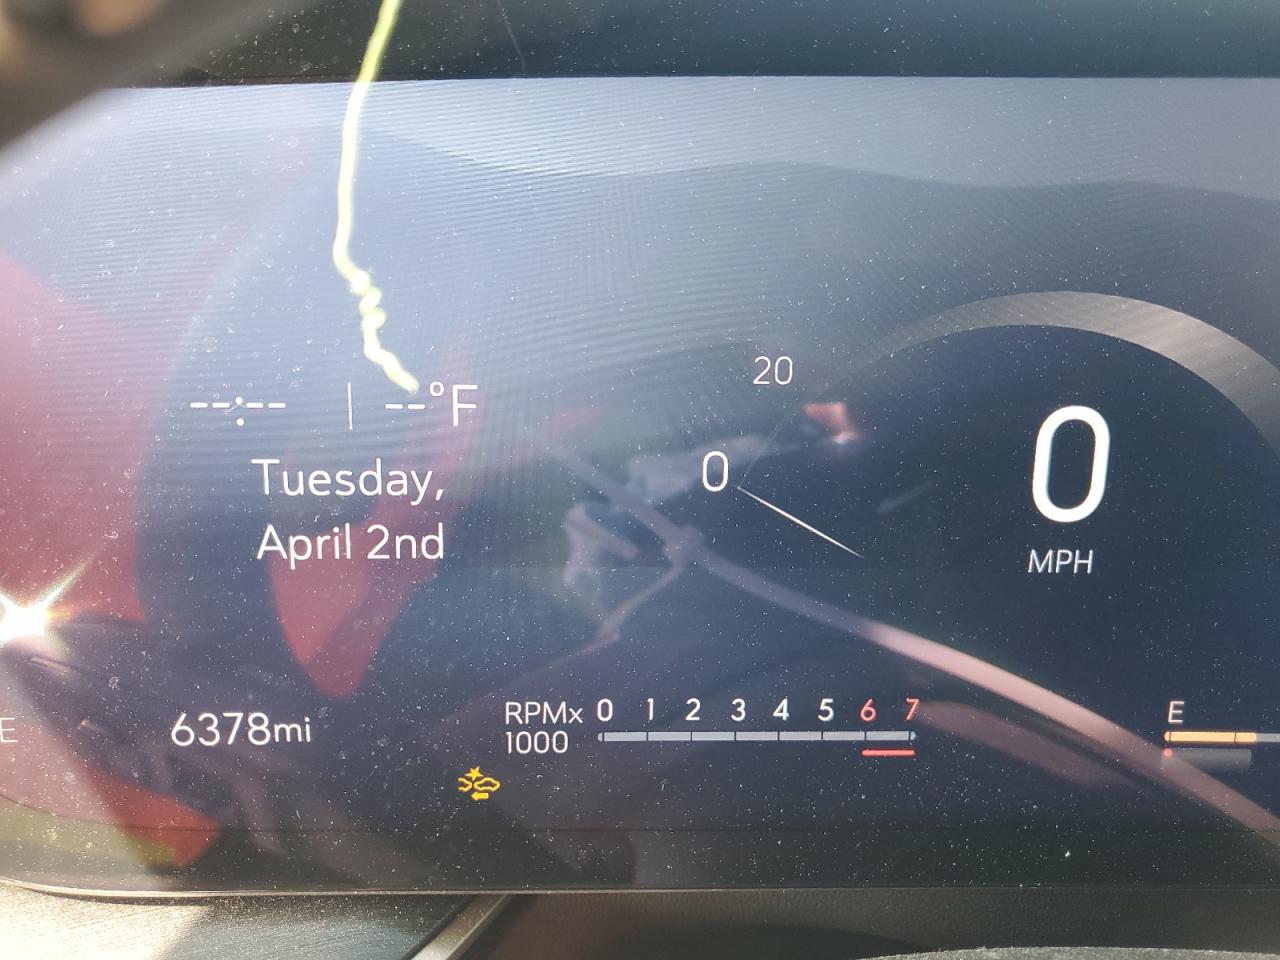 --:-- | --°F
Tuesday,
April 2nd
20
0
0
MPH
E
6378mi
RPMx
1000
0 1 2 3 4 5 6 7
E